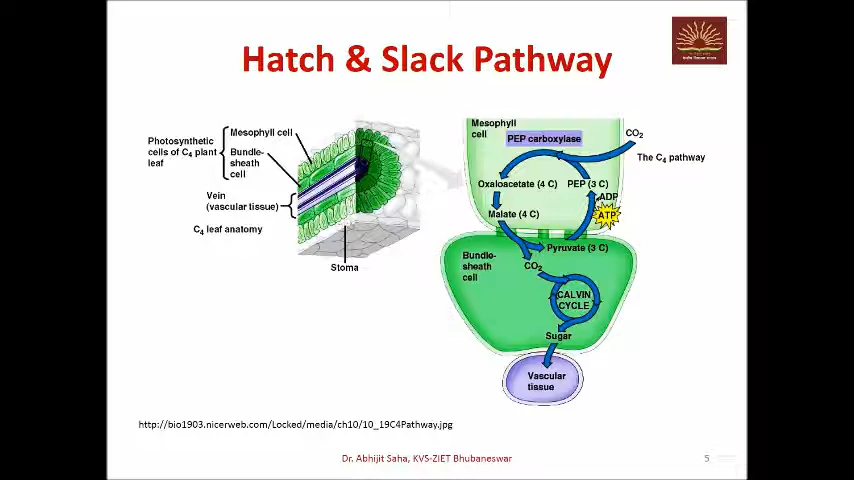 Hatch & Slack Pathway
Photosynthetic
cells of C4 plant
leaf
Mesophyll cell
Bundle-
sheath
cell
Vein
(vascular tissue)
C4 leaf anatomy
Stoma
Mesophyll
cell
PEP carboxylase
CO2
The C4 pathway
Oxaloacetate (4 C)
PEP (3 C)
ADP
ATP
Malate (4 C)
Pyruvate (3 C)
Bundle-
sheath
cell
CO2
CALVIN
CYCLE
Sugar
Vascular
tissue
http://bio1903.nicerweb.com/Locked/media/ch10/10_19C4Pathway.jpg
Dr. Abhijit Saha, KVS-ZIET Bhubaneswar
5